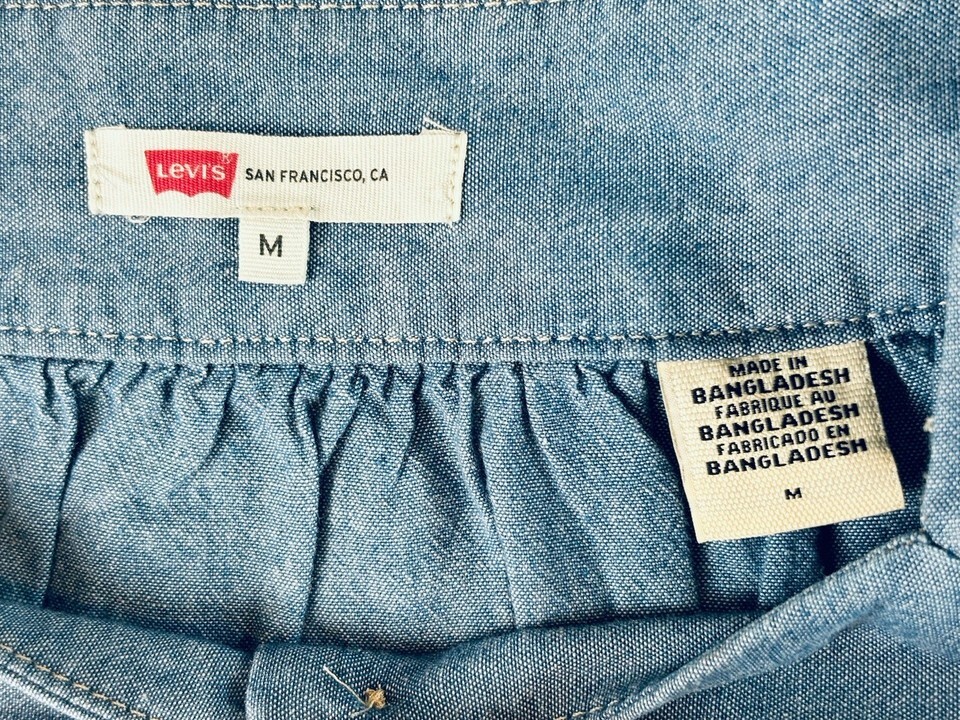 Levi's® SAN FRANCISCO, CA
M
MADE IN
BANGLADESH
FABRIQUE AU
BANGLADESH
FABRICADO EN
BANGLADESH
M